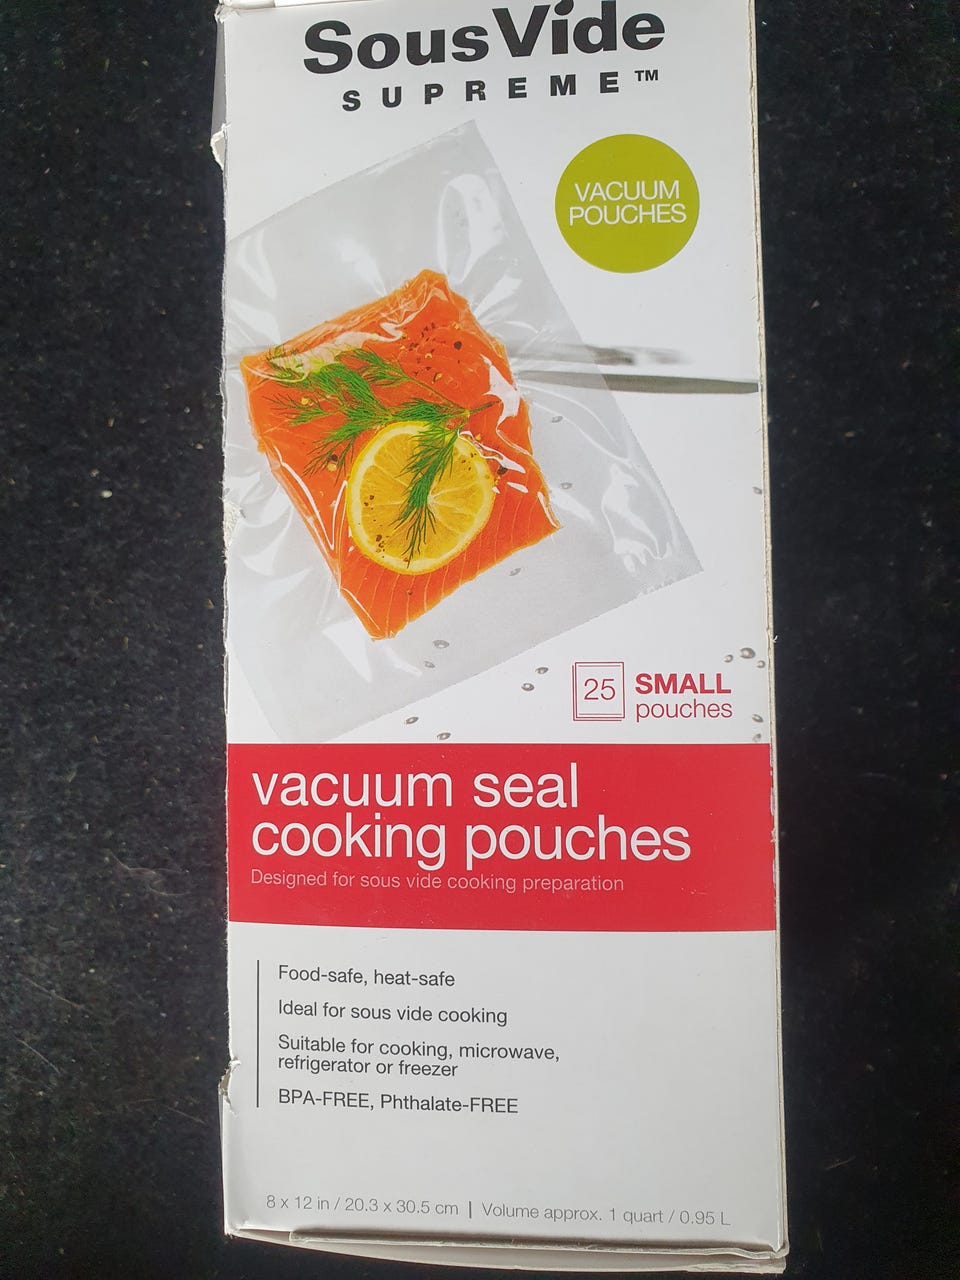 SousVide
SUPREME™
VACUUM
POUCHES
25 SMALL
pouches
vacuum seal
cooking pouches
Designed for sous vide cooking preparation
Food-safe, heat-safe
Ideal for sous vide cooking
Suitable for cooking, microwave,
refrigerator or freezer
BPA-FREE, Phthalate-FREE
8 x 12 in / 20.3 x 30.5 cm | Volume approx. 1 quart / 0.95 L